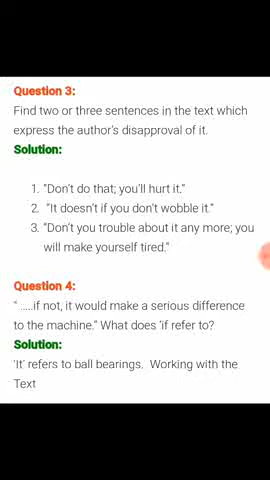 Question 3:
Find two or three sentences in the text which
express the author's disapproval of it.
Solution:
1. "Don't do that; you'll hurt it."
2. "It doesn't if you don't wobble it."
3. "Don't you trouble about it any more; you
will make yourself tired."
Question 4:
" .....if not, it would make a serious difference
to the machine." What does 'if refer to?
Solution:
'It' refers to ball bearings. Working with the
Text